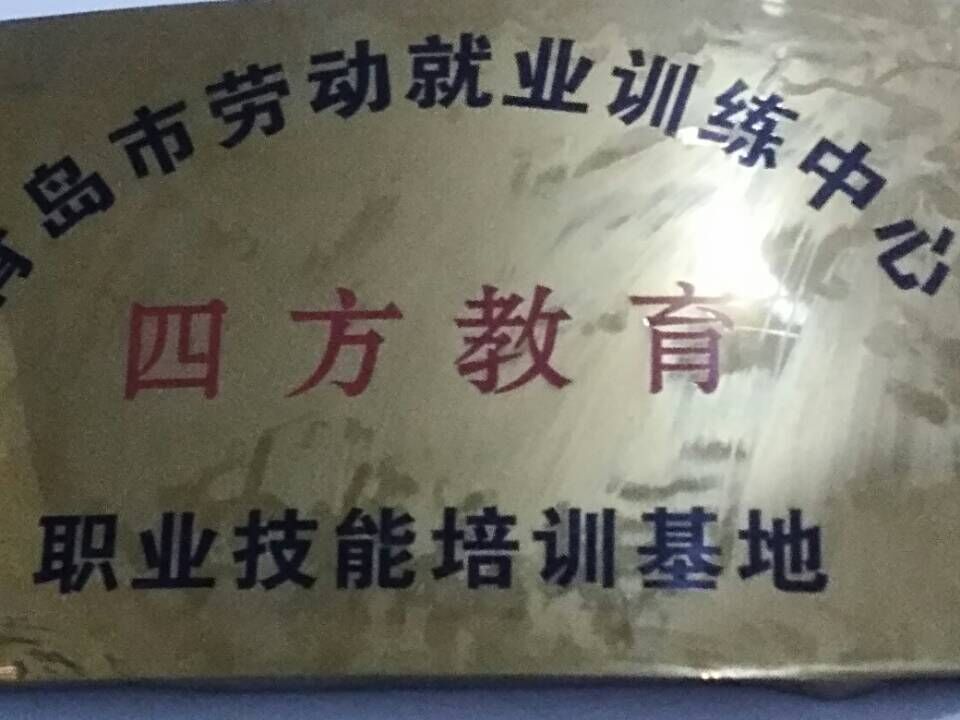 青岛市劳动就业训练中心
四方教育
职业技能培训基地